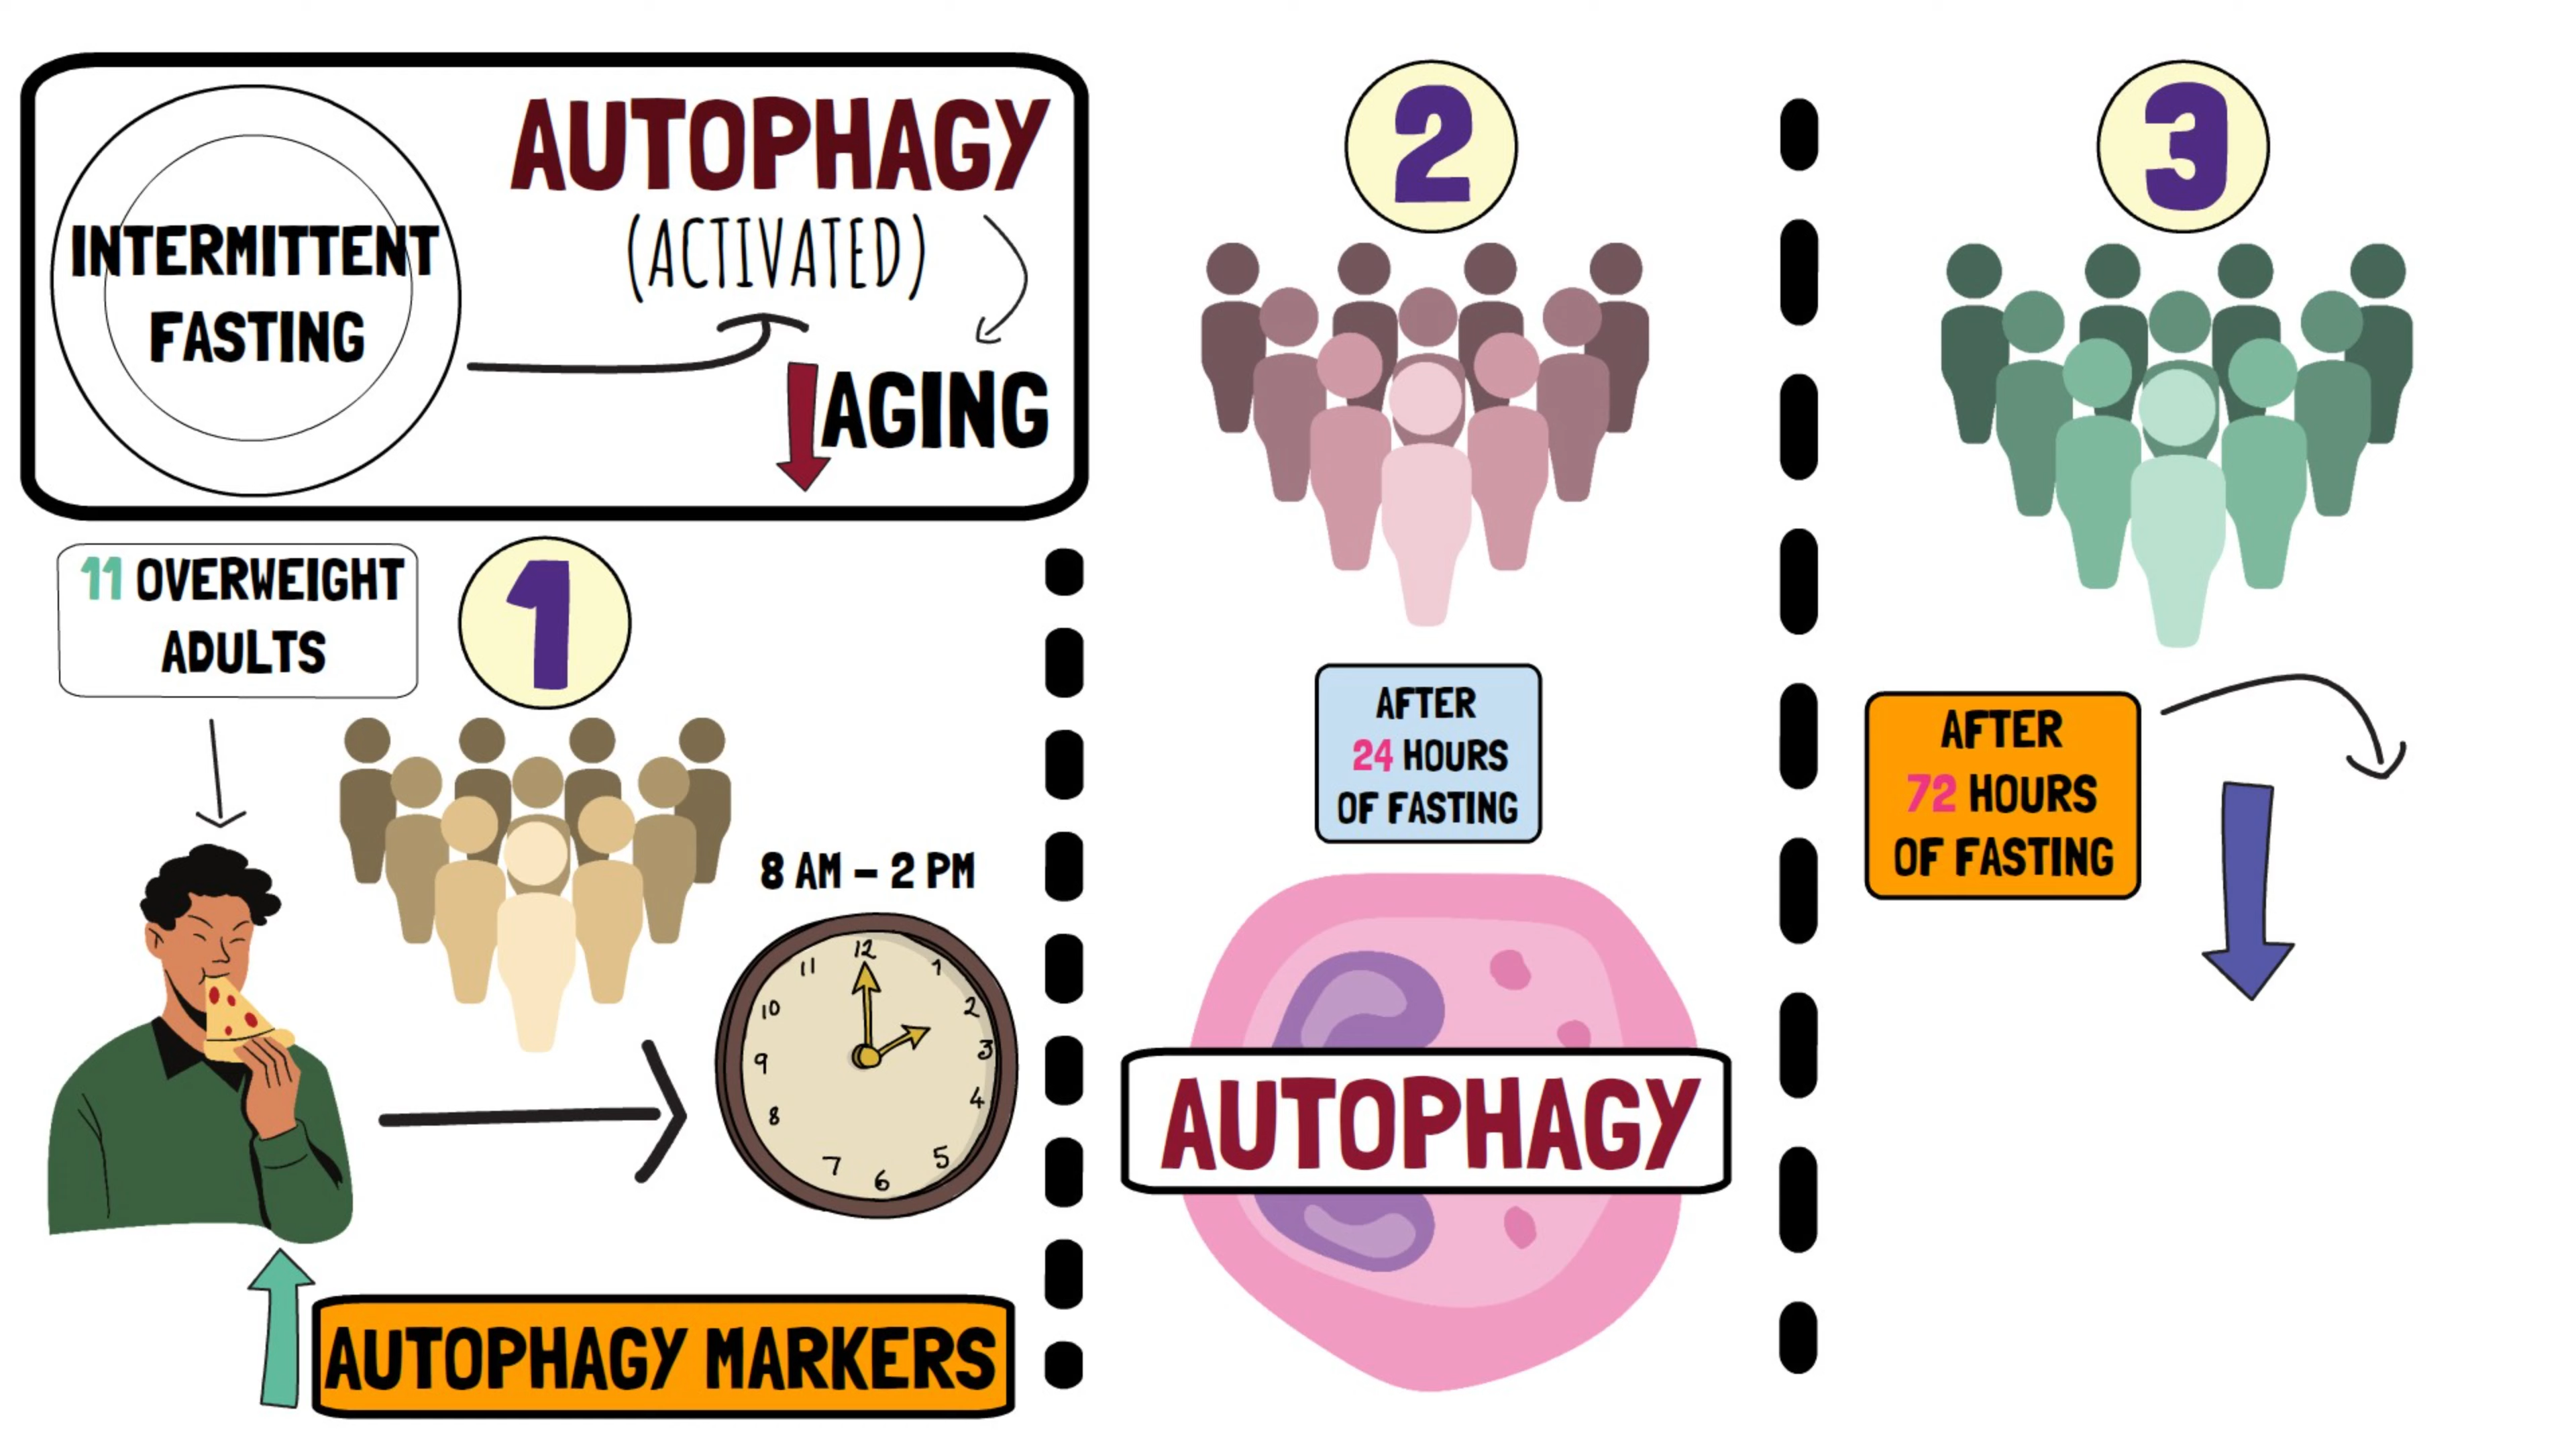 INTERMITTENT
FASTING
AUTOPHAGY
(ACTIVATED)
AGING
11 OVERWEIGHT
ADULTS
1
8 AM – 2 PM
12
1
2
3
4
5
6
7
8
9
10
11
AUTOPHAGY MARKERS
2
AFTER
24 HOURS
OF FASTING
AUTOPHAGY
3
AFTER
72 HOURS
OF FASTING